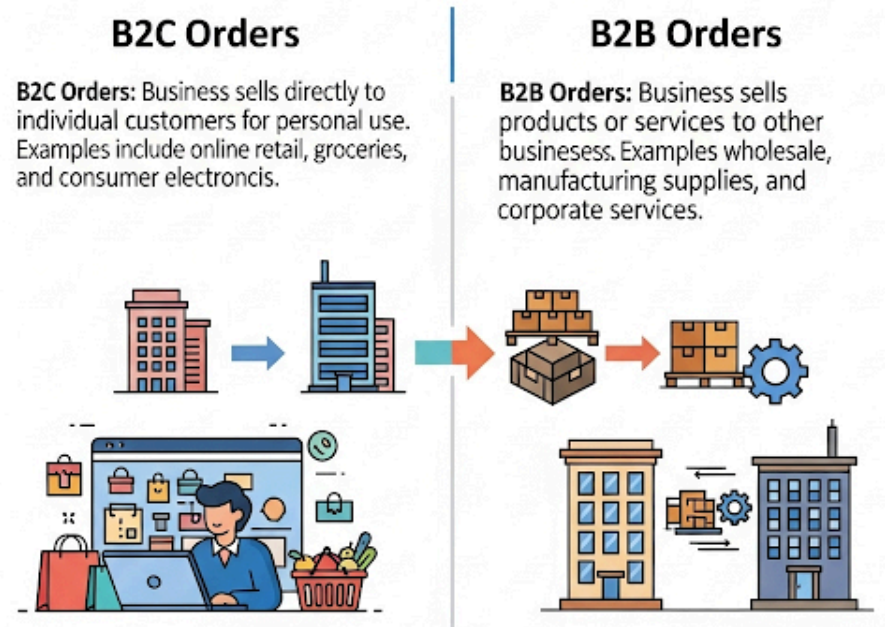 B2C Orders
B2C Orders: Business sells directly to
individual customers for personal use.
Examples include online retail, groceries,
and consumer electroncis.
B2B Orders
B2B Orders: Business sells
products or services to other
businesess. Examples wholesale,
manufacturing supplies, and
corporate services.